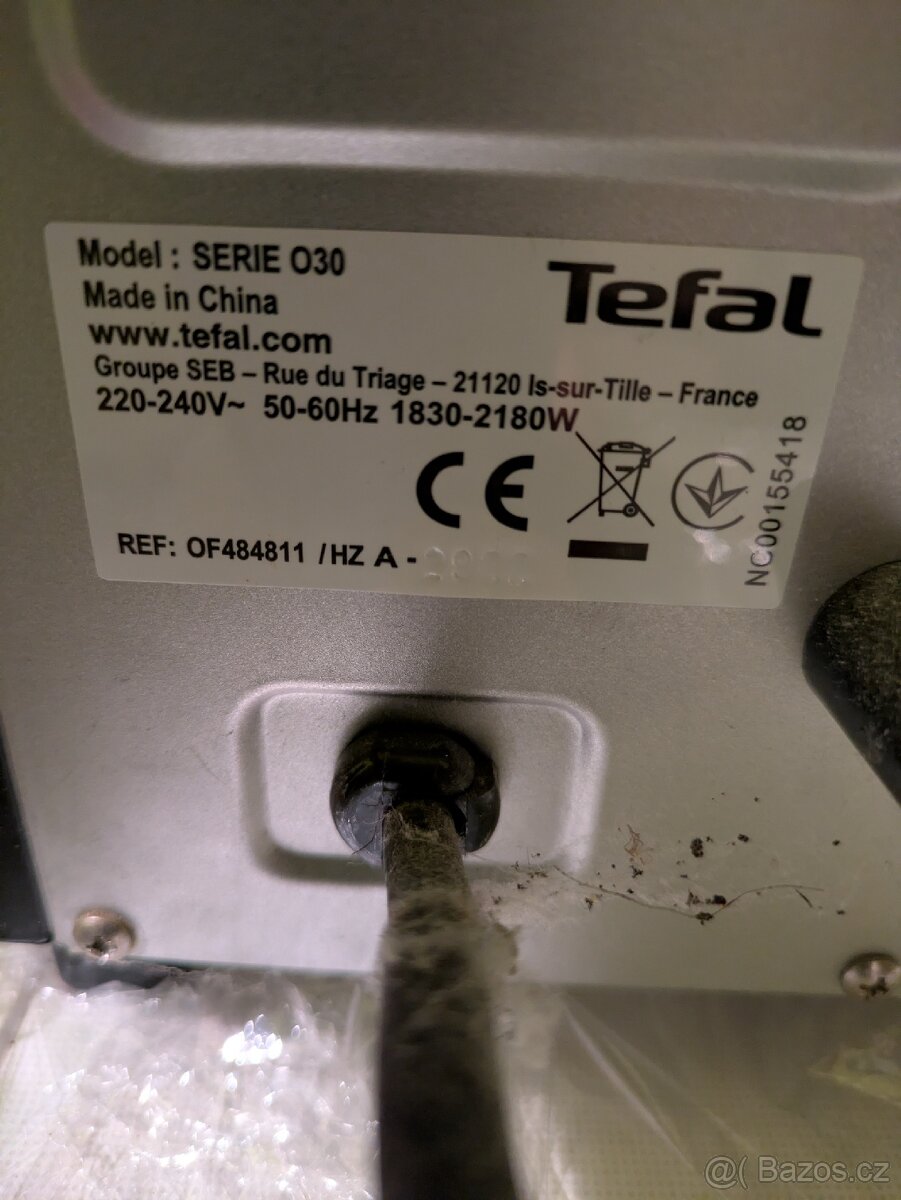 Model : SERIE O30
Tefal
Made in China
www.tefal.com
Groupe SEB – Rue du Triage – 21120 Is-sur-Tille – France
220-240V~ 50-60Hz 1830-2180W
CE
NC00155418
REF: OF484811 /HZ A -
@( Bazos.cz